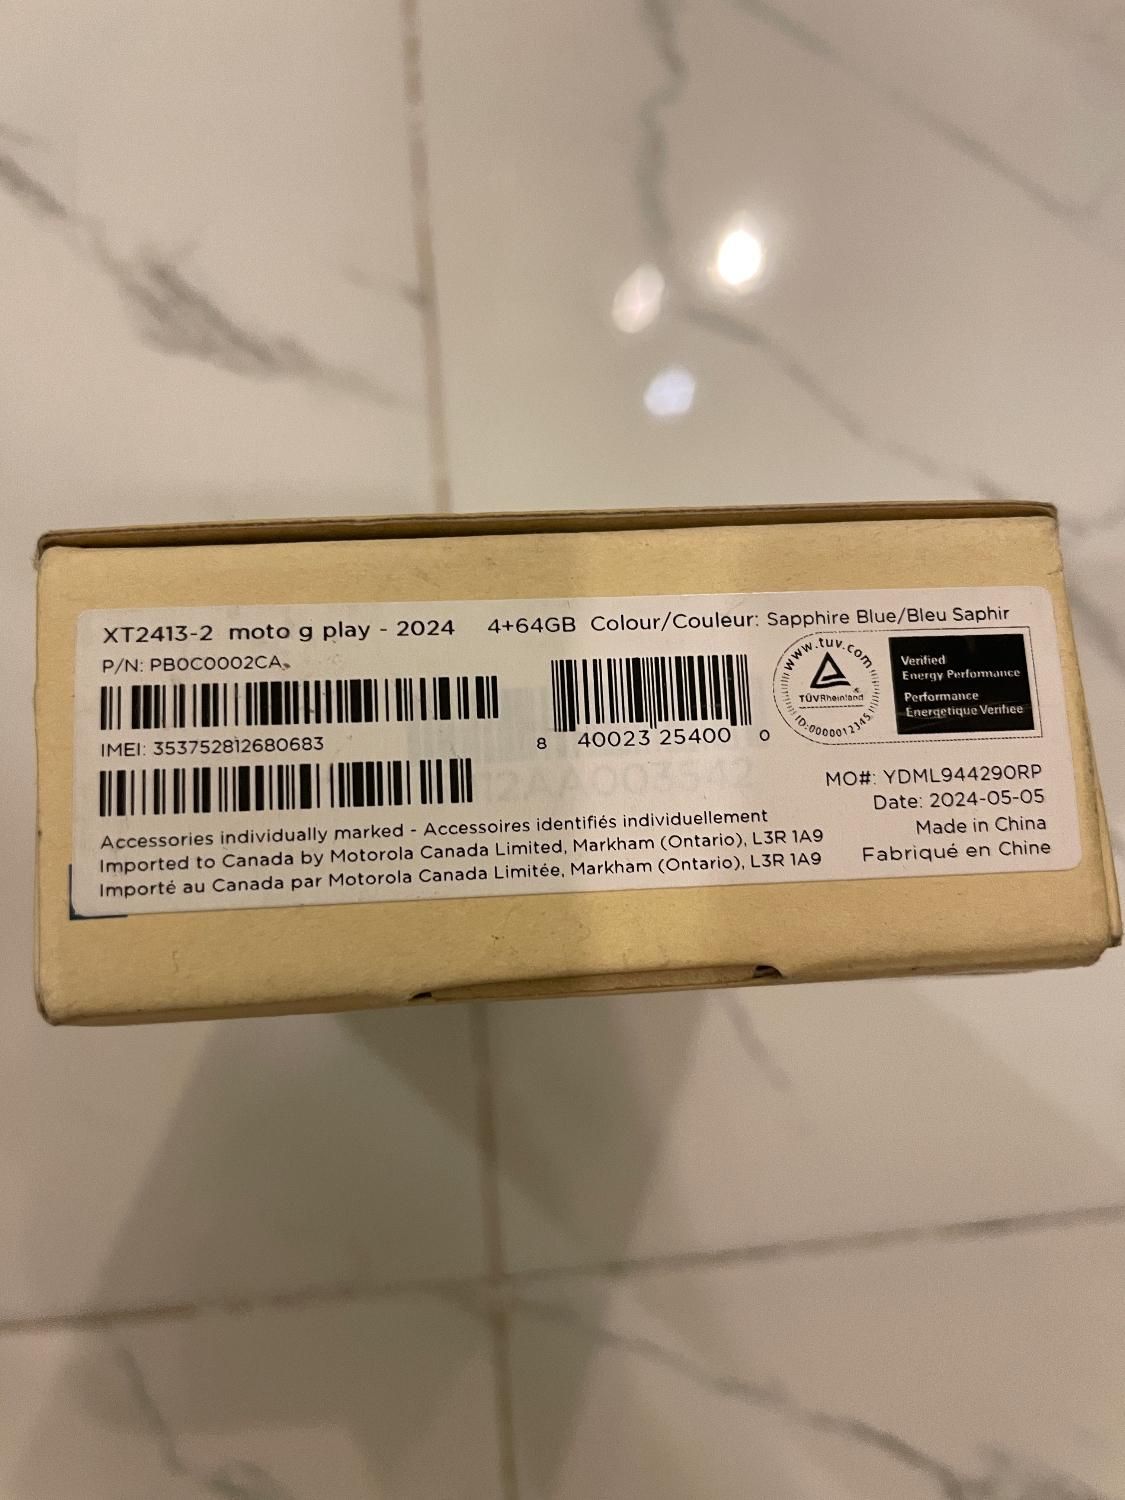 XT2413-2 moto g play - 2024 4+64GB Colour/Couleur: Sapphire Blue/Bleu Saphir
P/N: PB0C0002CA
IMEI: 353752812680683
8 40023 25400 0
www.tuv.com
TÜVRheinland
ID:0000012345
Verified
Energy Performance
Performance
Énergetique Vérifiée
MO#: YDML944290RP
Date: 2024-05-05
Made in China
Fabriqué en Chine
Accessories individually marked - Accessoires identifiés individuellement
Imported to Canada by Motorola Canada Limited, Markham (Ontario), L3R 1A9
Importé au Canada par Motorola Canada Limitée, Markham (Ontario), L3R 1A9